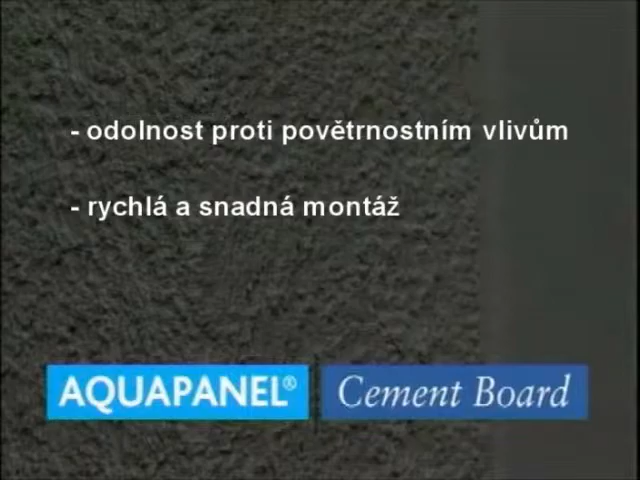 - odolnost proti povětrnostním vlivům
- rychlá a snadná montáž
AQUAPANEL® Cement Board